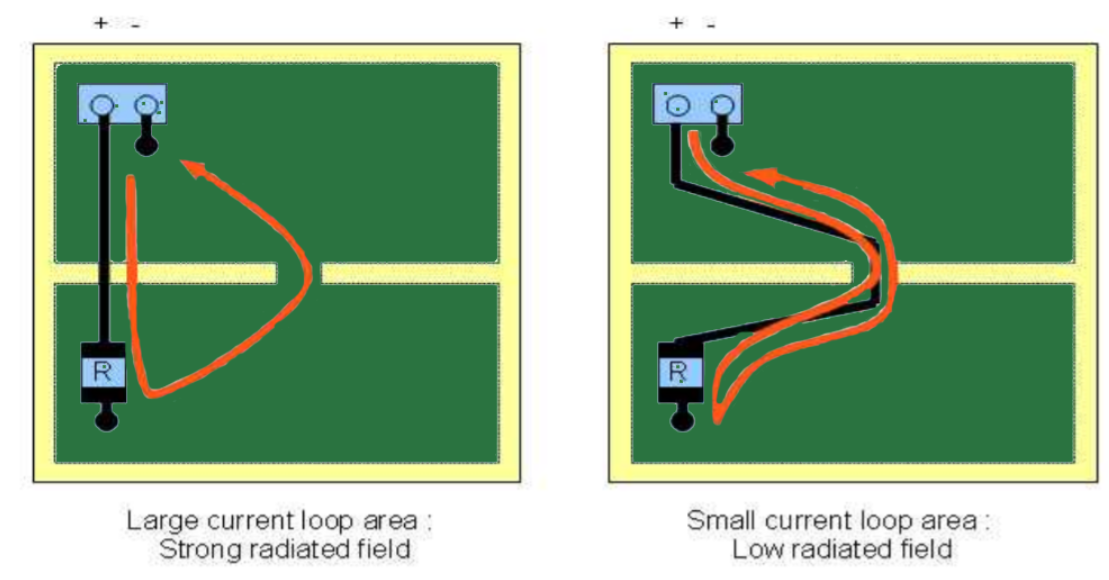 + -
+ -
R
R
Large current loop area :
Strong radiated field
Small current loop area :
Low radiated field